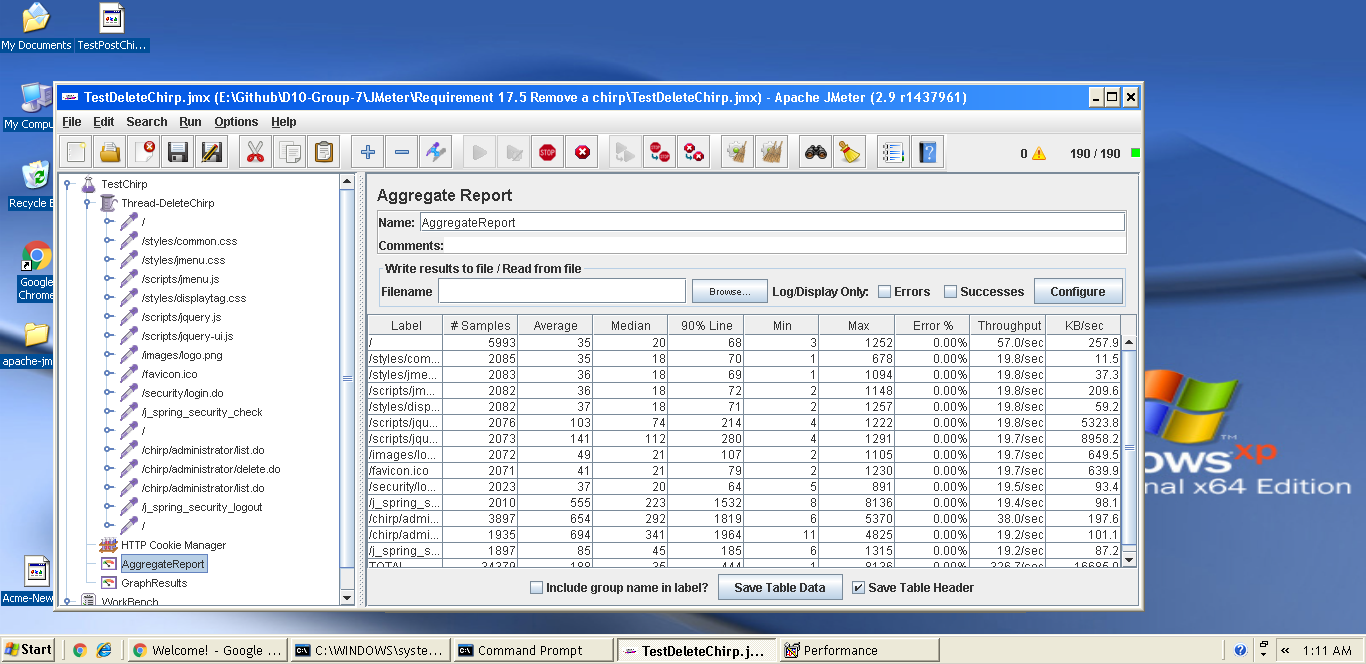 My Documents
TestPostChi...
My Compu
Recycle B
Google
Chrome
apache-jm
Acme-New
TestDeleteChirp.jmx (E:\Github\D10-Group-7\JMeter\Requirement 17.5 Remove a chirp\TestDeleteChirp.jmx) - Apache JMeter (2.9 r1437961)
File Edit Search Run Options Help
STOP
0 190 / 190
TestChirp
Thread-DeleteChirp
/
/styles/common.css
/styles/jmenu.css
/scripts/jmenu.js
/styles/displaytag.css
/scripts/jquery.js
/scripts/jquery-ui.js
/images/logo.png
/favicon.ico
/security/login.do
/j_spring_security_check
/
/chirp/administrator/list.do
/chirp/administrator/delete.do
/chirp/administrator/list.do
/j_spring_security_logout
/
HTTP Cookie Manager
AggregateReport
GraphResults
WorkBench
Aggregate Report
Name: AggregateReport
Comments:
Write results to file / Read from file
Filename Browse... Log/Display Only: Errors Successes Configure
Label # Samples Average Median 90% Line Min Max Error % Throughput KB/sec
/ 5993 35 20 68 3 1252 0.00% 57.0/sec 257.9
/styles/com... 2085 35 18 70 1 678 0.00% 19.8/sec 11.5
/styles/jme... 2083 36 18 69 1 1094 0.00% 19.8/sec 37.3
/scripts/jm... 2082 36 18 72 2 1148 0.00% 19.8/sec 209.6
/styles/disp... 2082 37 18 71 2 1257 0.00% 19.8/sec 59.2
/scripts/jqu... 2076 103 74 214 4 1222 0.00% 19.8/sec 5323.8
/scripts/jqu... 2073 141 112 280 4 1291 0.00% 19.7/sec 8958.2
/images/lo... 2072 49 21 107 2 1105 0.00% 19.7/sec 649.5
/favicon.ico 2071 41 21 79 2 1230 0.00% 19.7/sec 639.9
/security/lo... 2023 37 20 64 5 891 0.00% 19.5/sec 93.4
/j_spring_s... 2010 555 223 1532 8 8136 0.00% 19.4/sec 98.1
/chirp/admi... 3897 654 292 1819 6 5370 0.00% 38.0/sec 197.6
/chirp/admi... 1935 694 341 1964 11 4825 0.00% 19.2/sec 101.1
/j_spring_s... 1897 85 45 185 6 1315 0.00% 19.2/sec 87.2
TOTAL 34379 188 35 444 1 8136 0.00% 326.7/sec 16685.0
Include group name in label? Save Table Data Save Table Header
ows xp
TM
nal x64 Edition
Start Welcome! - Google ... C:\WINDOWS\syste... Command Prompt TestDeleteChirp.j... Performance « 1:11 AM